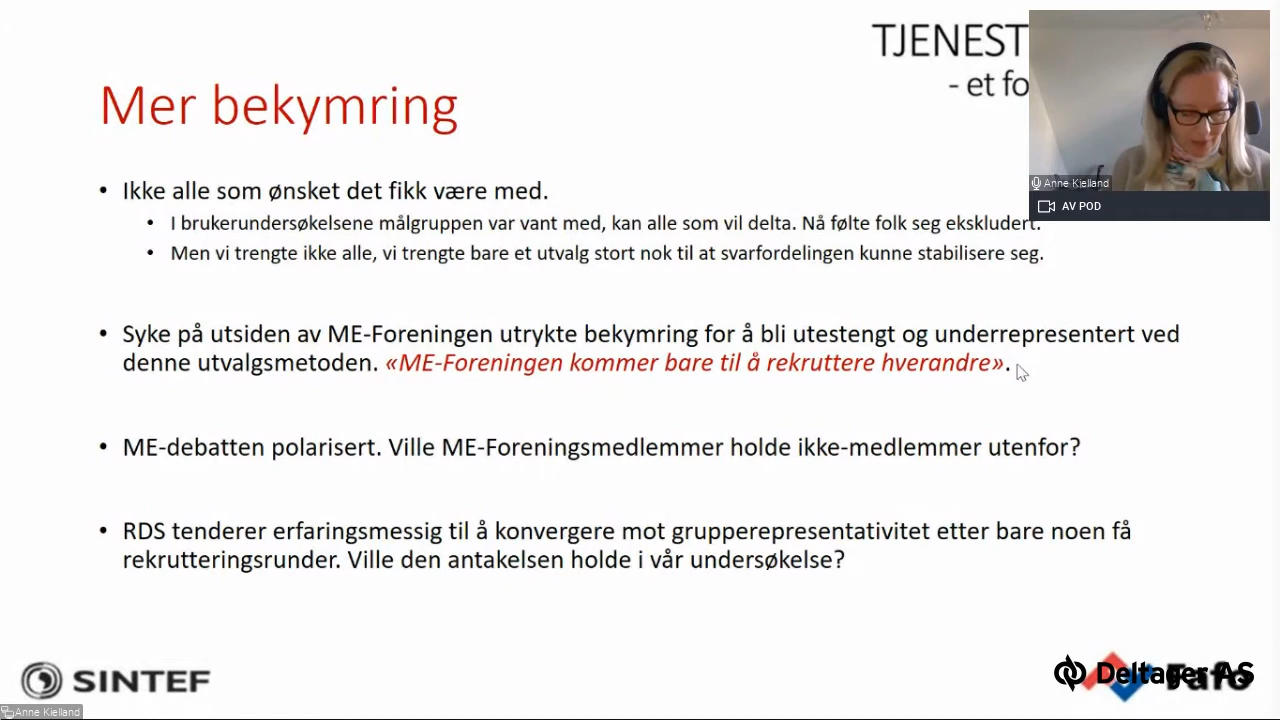 TJENEST
- et fo
Mer bekymring
• Ikke alle som ønsket det fikk være med.
• I brukerundersøkelsene målgruppen var vant med, kan alle som vil delta. Nå følte folk seg ekskludert.
• Men vi trengte ikke alle, vi trengte bare et utvalg stort nok til at svarfordelingen kunne stabilisere seg.
Anne Kielland
AV POD
• Syke på utsiden av ME-Foreningen utrykte bekymring for å bli utestengt og underrepresentert ved
denne utvalgsmetoden. «ME-Foreningen kommer bare til å rekruttere hverandre».
• ME-debatten polarisert. Ville ME-Foreningsmedlemmer holde ikke-medlemmer utenfor?
• RDS tenderer erfaringsmessig til å konvergere mot grupperepresentativitet etter bare noen få
rekrutteringsrunder. Ville den antakelsen holde i vår undersøkelse?
SINTEF
Deltager AS
Fafo
Anne Kielland